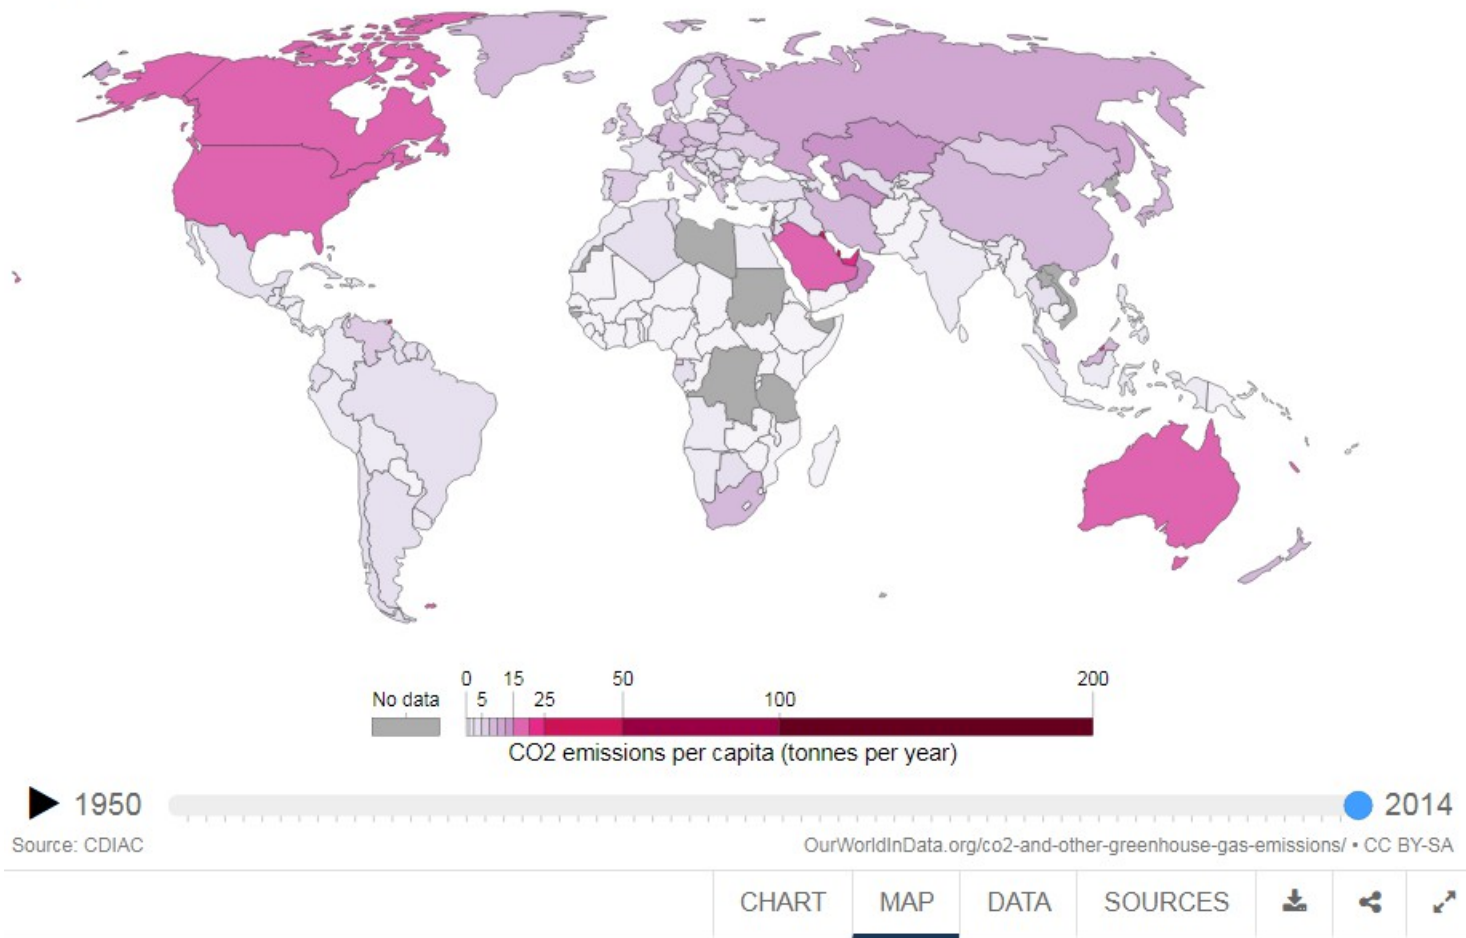 0 15 50 200
No data 5 25 100
CO2 emissions per capita (tonnes per year)
1950 2014
Source: CDIAC OurWorldInData.org/co2-and-other-greenhouse-gas-emissions/ • CC BY-SA
CHART MAP DATA SOURCES